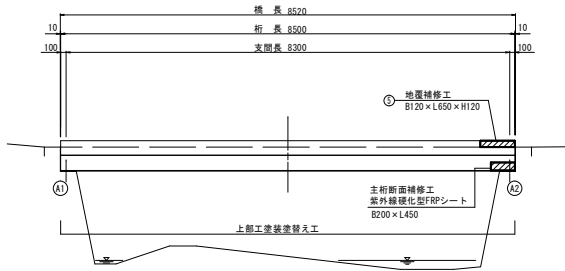 橋 長 8520
10 桁 長 8500 10
100 支間長 8300 100
⑤ 地覆補修工
B120×L650×H120
A1 A2
主桁断面補修工
紫外線硬化型FRPシート
B200×L450
上部工塗装塗替え工